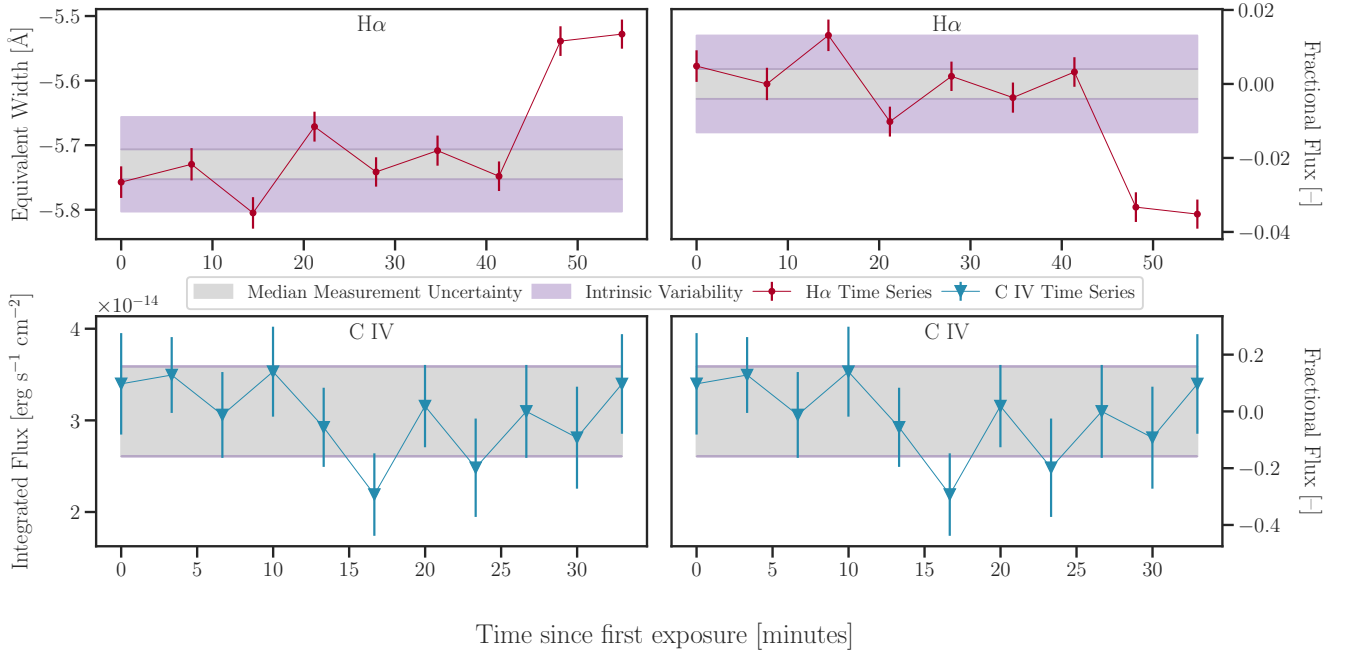 Hα
Hα
Equivalent Width [Å]
−5.5
−5.6
−5.7
−5.8
0.02
0.00
−0.02
−0.04
Fractional Flux [–]
0 10 20 30 40 50
0 10 20 30 40 50
Median Measurement Uncertainty Intrinsic Variability Hα Time Series C IV Time Series
×10−14
C IV
C IV
Integrated Flux [erg s−1 cm−2]
4
3
2
0.2
0.0
−0.2
−0.4
Fractional Flux [–]
0 5 10 15 20 25 30
0 5 10 15 20 25 30
Time since first exposure [minutes]